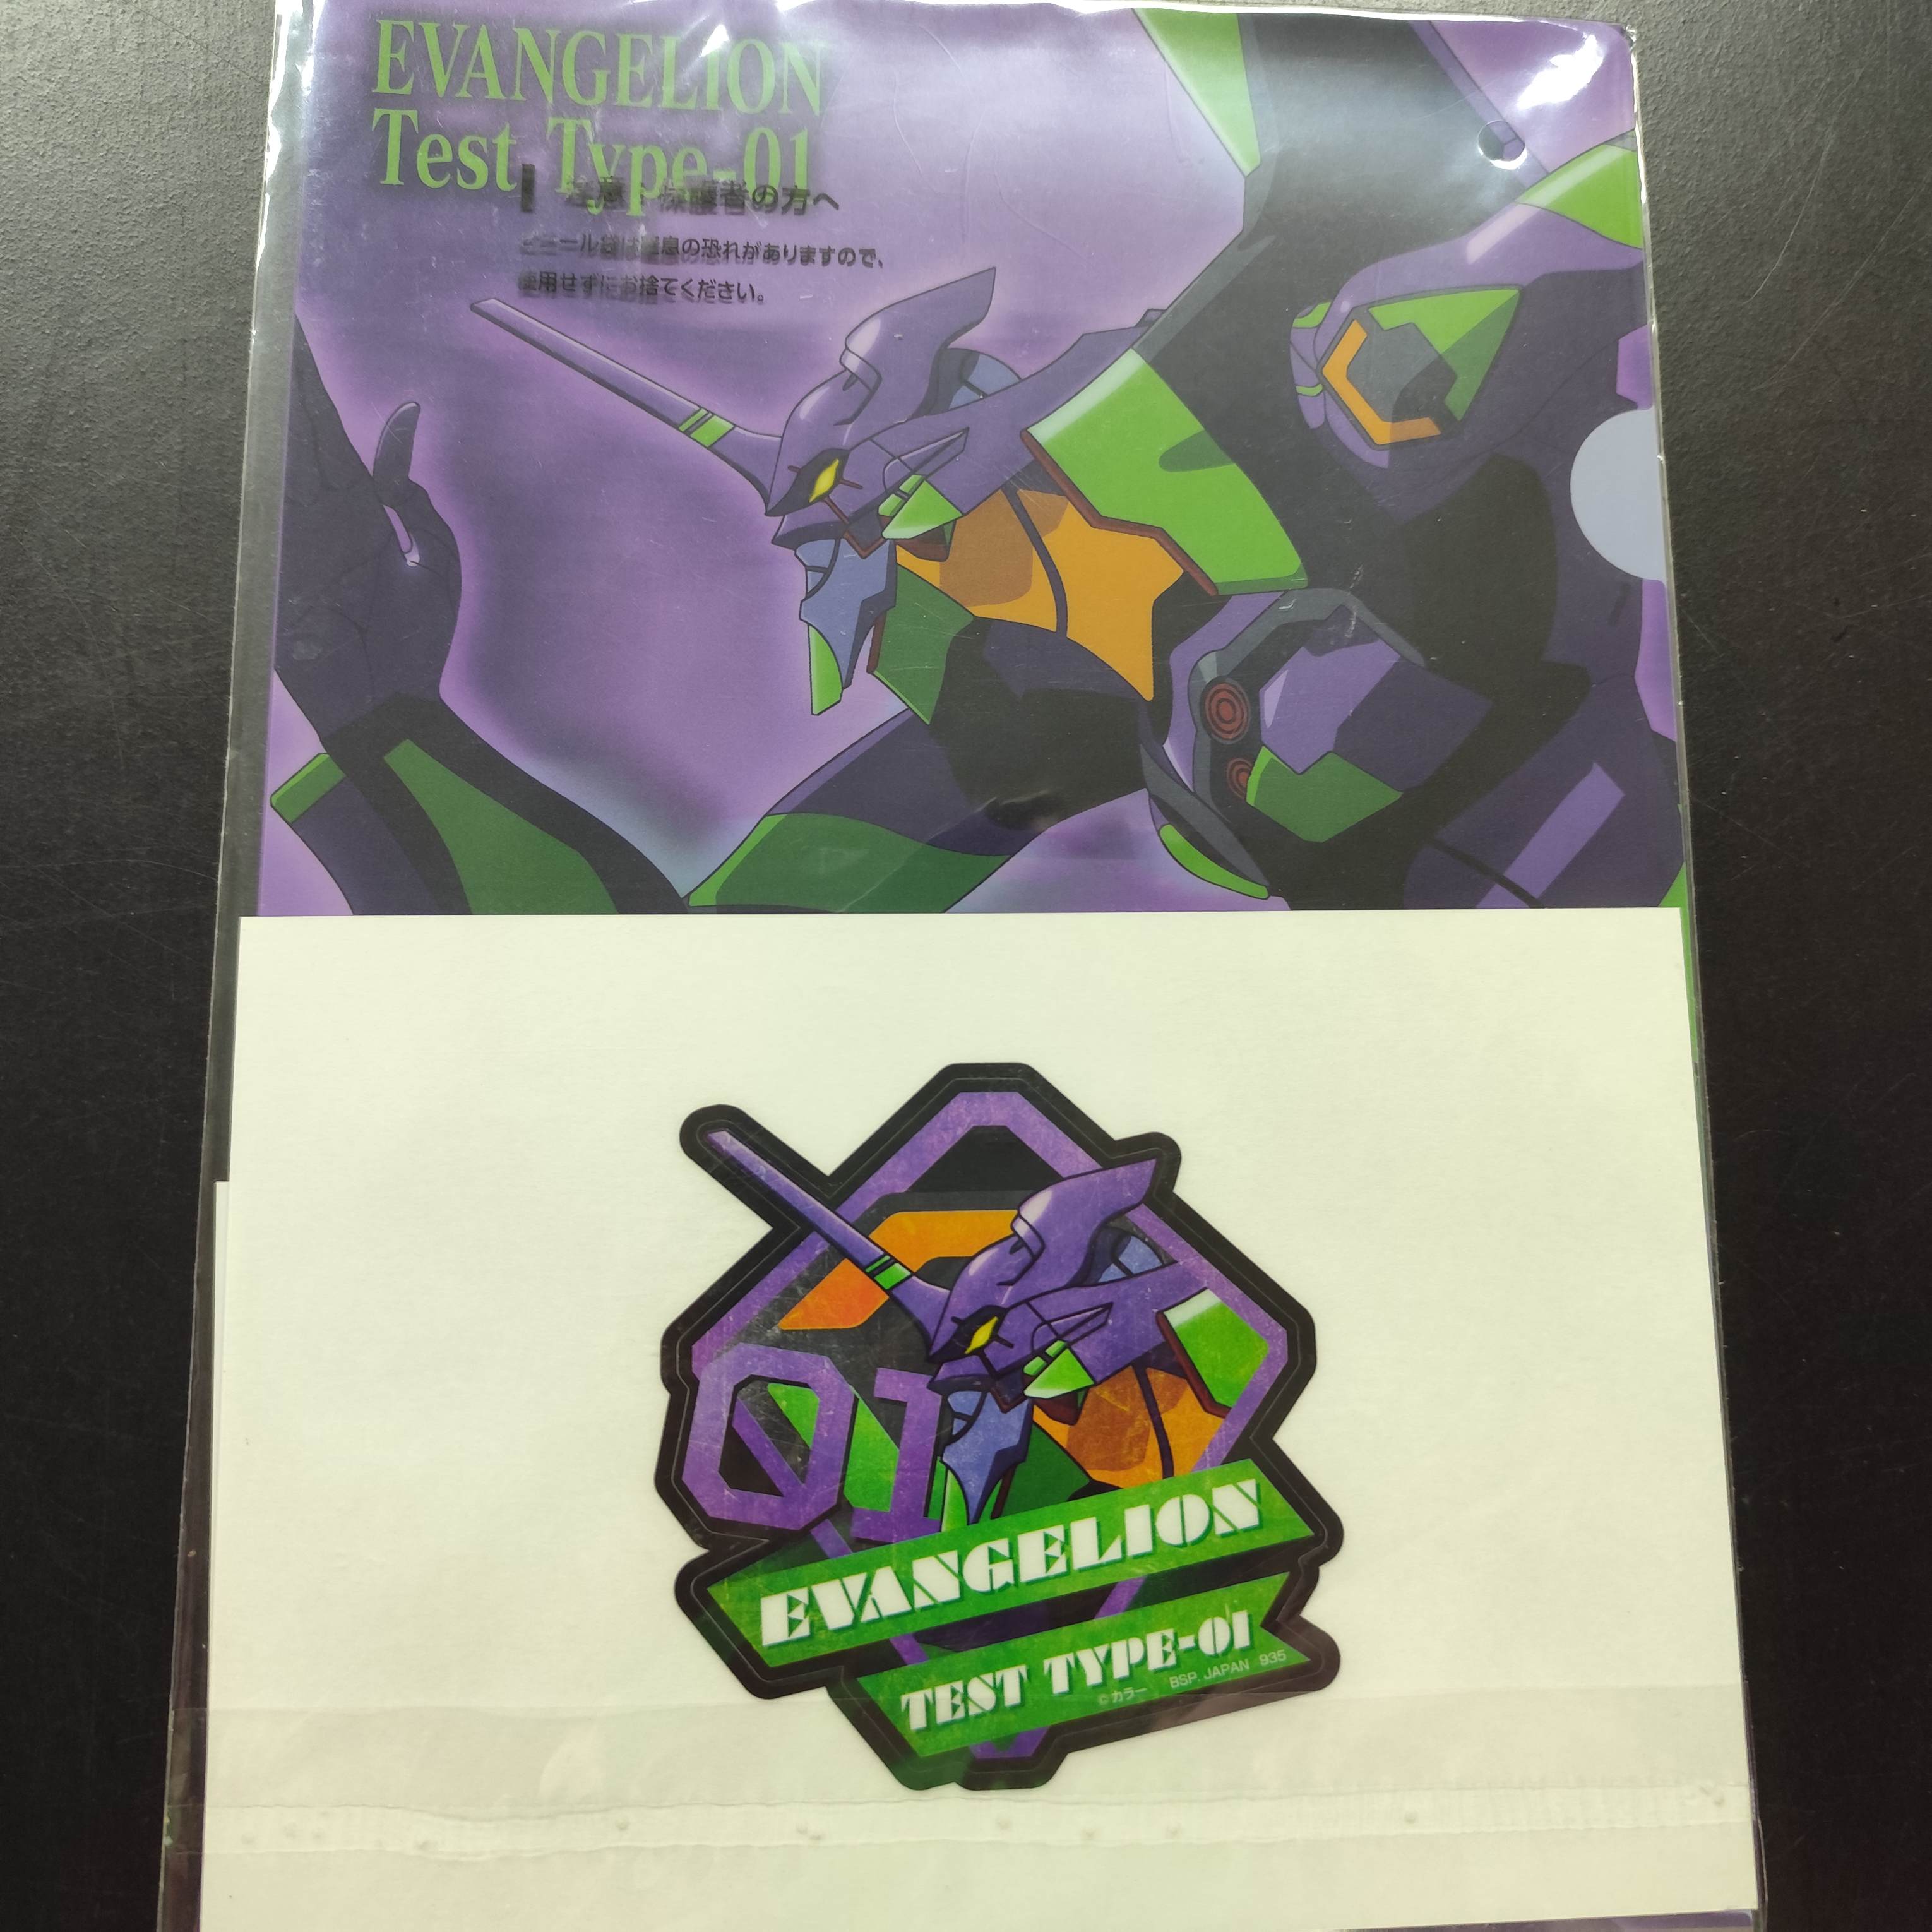 EVANGELION
Test Type-01
注意：保護者の方へ
ビニール袋は窒息の恐れがありますので、
使用せずにお捨てください。
01
EVANGELION
TEST TYPE-01
©カラー BSP. JAPAN 935